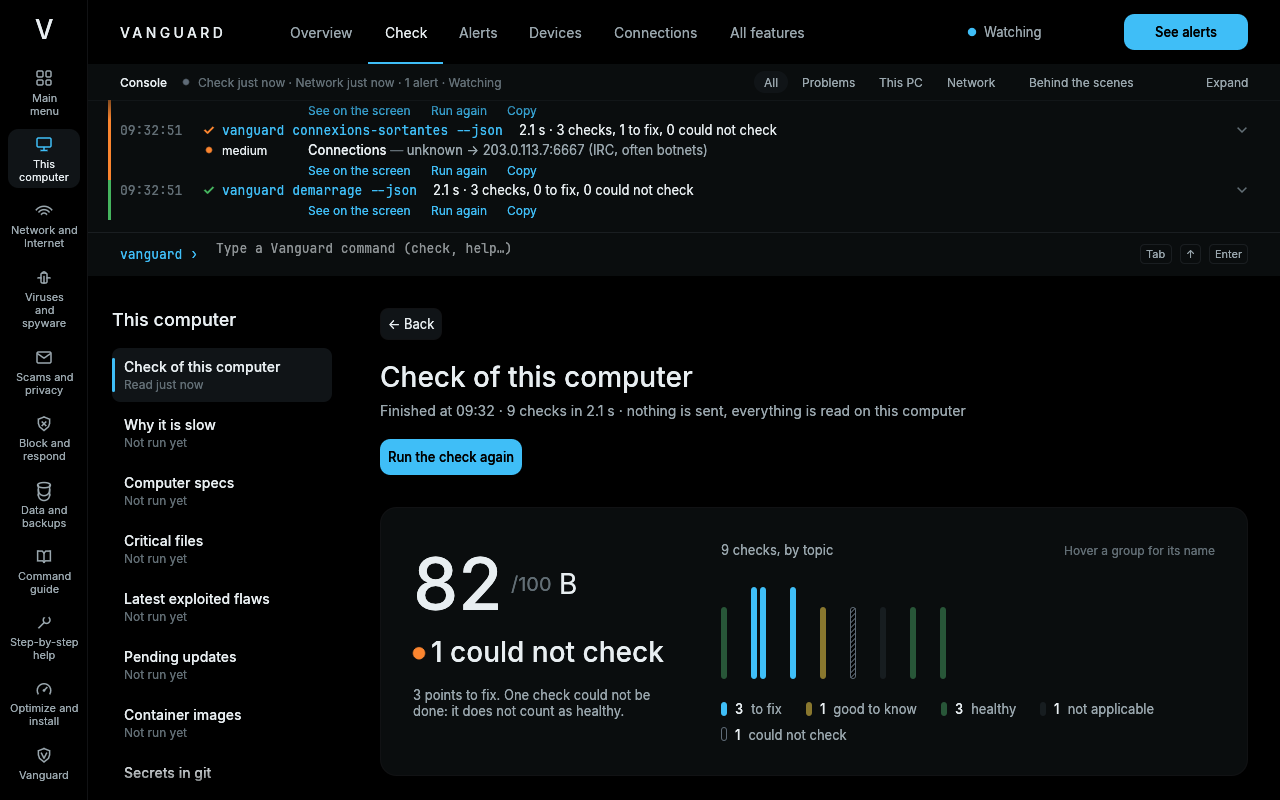 V
VANGUARD
Overview
Check
Alerts
Devices
Connections
All features
Watching
See alerts
Main
menu
This
computer
Network and
Internet
Viruses
and
spyware
Scams and
privacy
Block and
respond
Data and
backups
Command
guide
Step-by-step
help
Optimize and
install
Vanguard
Console
Check just now · Network just now · 1 alert · Watching
All
Problems
This PC
Network
Behind the scenes
Expand
See on the screen Run again Copy
09:32:51 vanguard connexions-sortantes --json 2.1 s · 3 checks, 1 to fix, 0 could not check
medium Connections — unknown → 203.0.113.7:6667 (IRC, often botnets)
See on the screen Run again Copy
09:32:51 vanguard demarrage --json 2.1 s · 3 checks, 0 to fix, 0 could not check
See on the screen Run again Copy
vanguard › Type a Vanguard command (check, help…)
Tab ↑ Enter
This computer
Check of this computer
Read just now
Why it is slow
Not run yet
Computer specs
Not run yet
Critical files
Not run yet
Latest exploited flaws
Not run yet
Pending updates
Not run yet
Container images
Not run yet
Secrets in git
← Back
Check of this computer
Finished at 09:32 · 9 checks in 2.1 s · nothing is sent, everything is read on this computer
Run the check again
82 /100 B
1 could not check
3 points to fix. One check could not be
done: it does not count as healthy.
9 checks, by topic
Hover a group for its name
3 to fix 1 good to know 3 healthy 1 not applicable
1 could not check